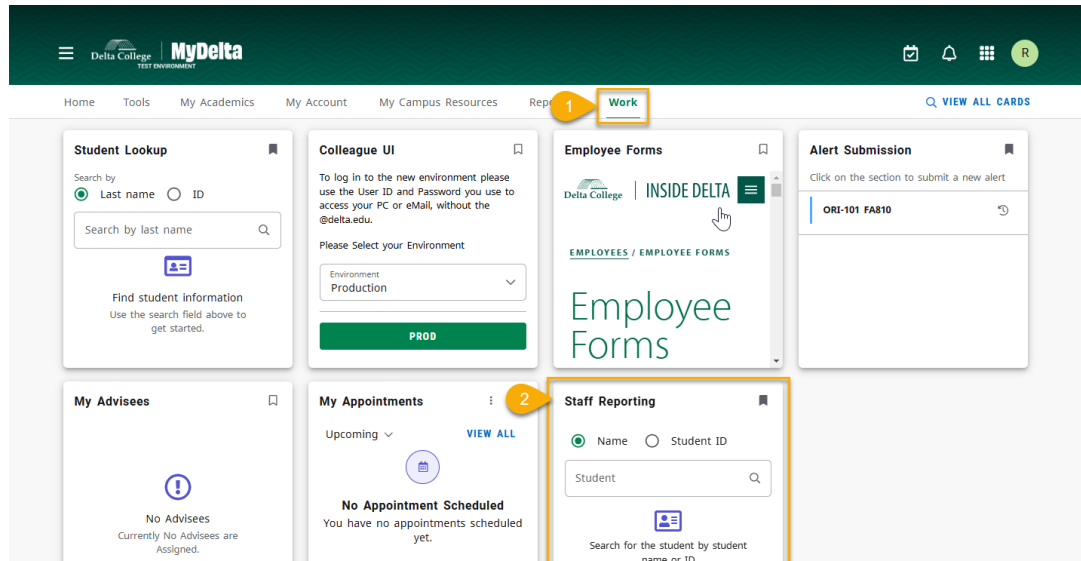 Delta College
MyDelta
TEST ENVIRONMENT
R
Home Tools My Academics My Account My Campus Resources Rep 1 Work
VIEW ALL CARDS
Student Lookup
Search by
Last name ID
Search by last name
Find student information
Use the search field above to
get started.
Colleague UI
To log in to the new environment please
use the User ID and Password you use to
access your PC or eMail, without the
@delta.edu.
Please Select your Environment
Environment
Production
PROD
Employee Forms
Delta College INSIDE DELTA
EMPLOYEES / EMPLOYEE FORMS
Employee
Forms
Alert Submission
Click on the section to submit a new alert
ORI-101 FA810
My Advisees
No Advisees
Currently No Advisees are
Assigned.
My Appointments
Upcoming VIEW ALL
No Appointment Scheduled
You have no appointments scheduled
yet.
2
Staff Reporting
Name Student ID
Student
Search for the student by student
name or ID